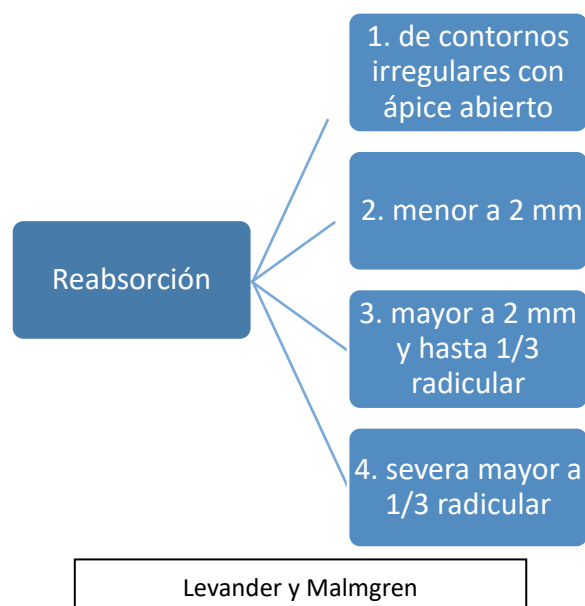 1. de contornos
irregulares con
ápice abierto
2. menor a 2 mm
Reabsorción
3. mayor a 2 mm
y hasta 1/3
radicular
4. severa mayor a
1/3 radicular
Levander y Malmgren